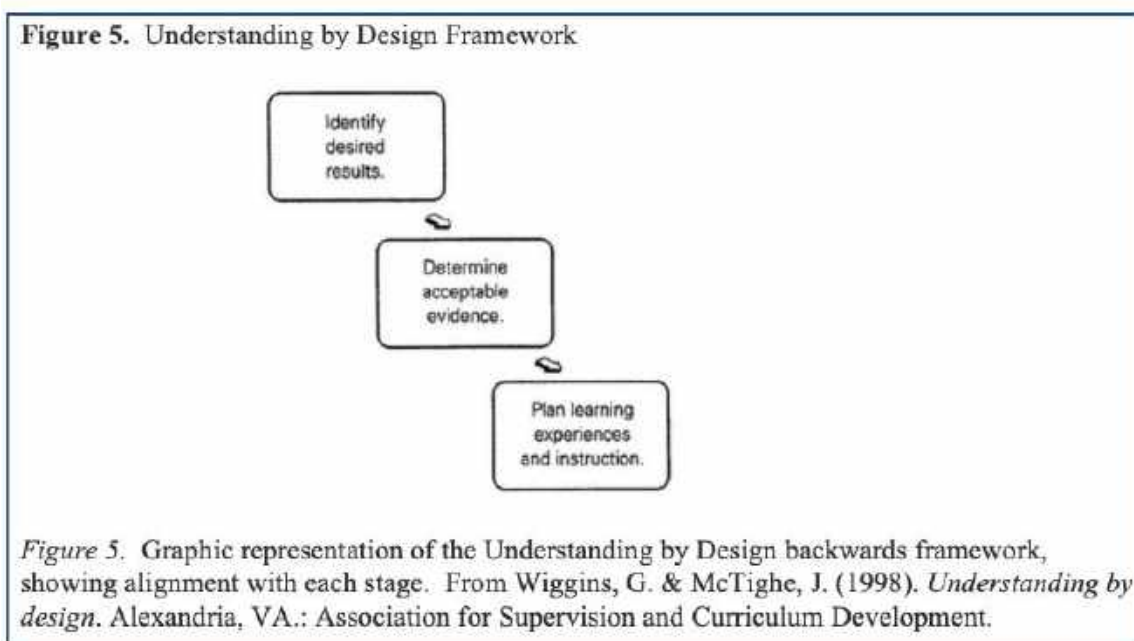 Figure 5. Understanding by Design Framework
Identify
desired
results.
Determine
acceptable
evidence.
Plan learning
experiences
and instruction.
Figure 5. Graphic representation of the Understanding by Design backwards framework,
showing alignment with each stage. From Wiggins, G. & McTighe, J. (1998). Understanding by
design. Alexandria, VA.: Association for Supervision and Curriculum Development.